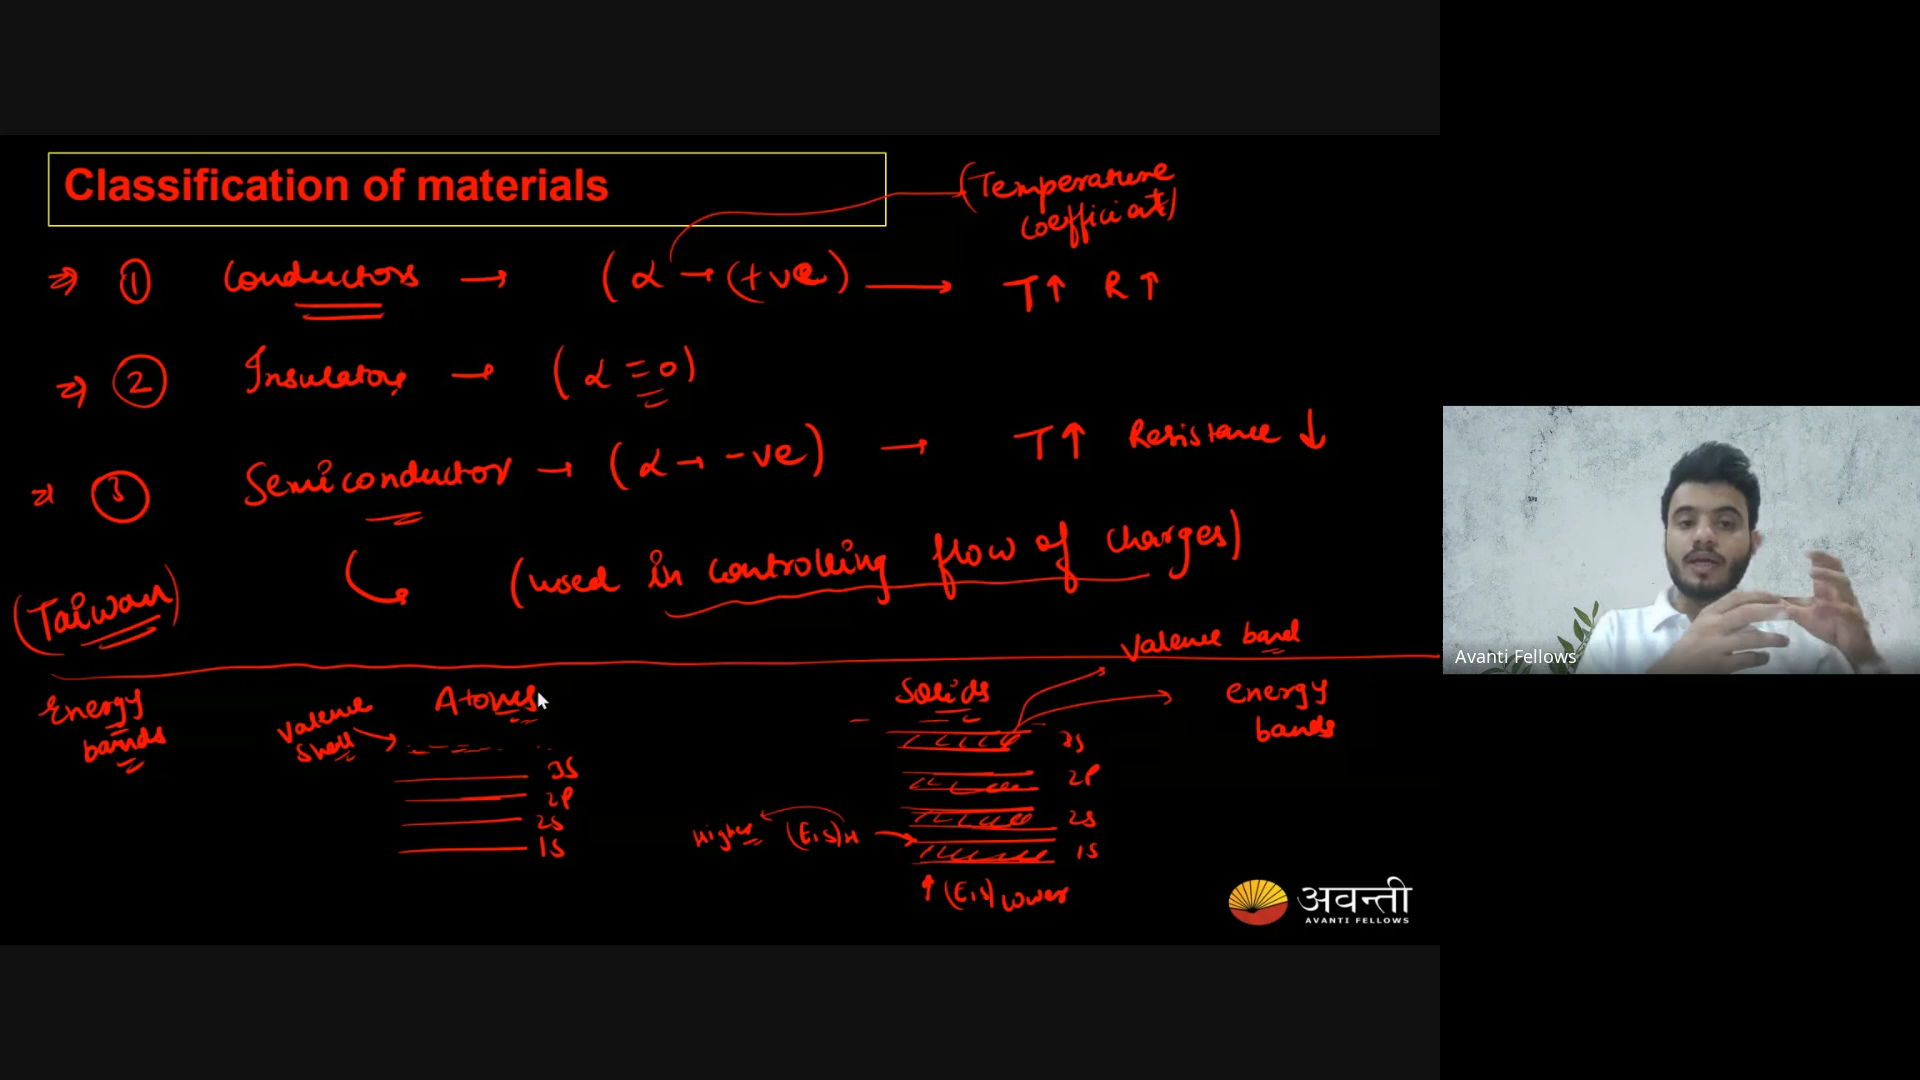 Classification of materials
(Temperature
coefficient)
⇒ ① Conductors → (α → (+ve)) → T↑ R↑
⇒ ② Insulators → (α = 0)
⇒ ③ Semiconductor → (α → -ve) → T↑ Resistance ↓
(used in controlling flow of charges)
(Taiwan)
Valence band
Energy
bands
Valence
shell
Atoms
3s
2p
2s
1s
Solids
energy
bands
3s
2p
2s
1s
Higher (E1s)H
(E1s) lower
अवन्ती
AVANTI FELLOWS
Avanti Fellows